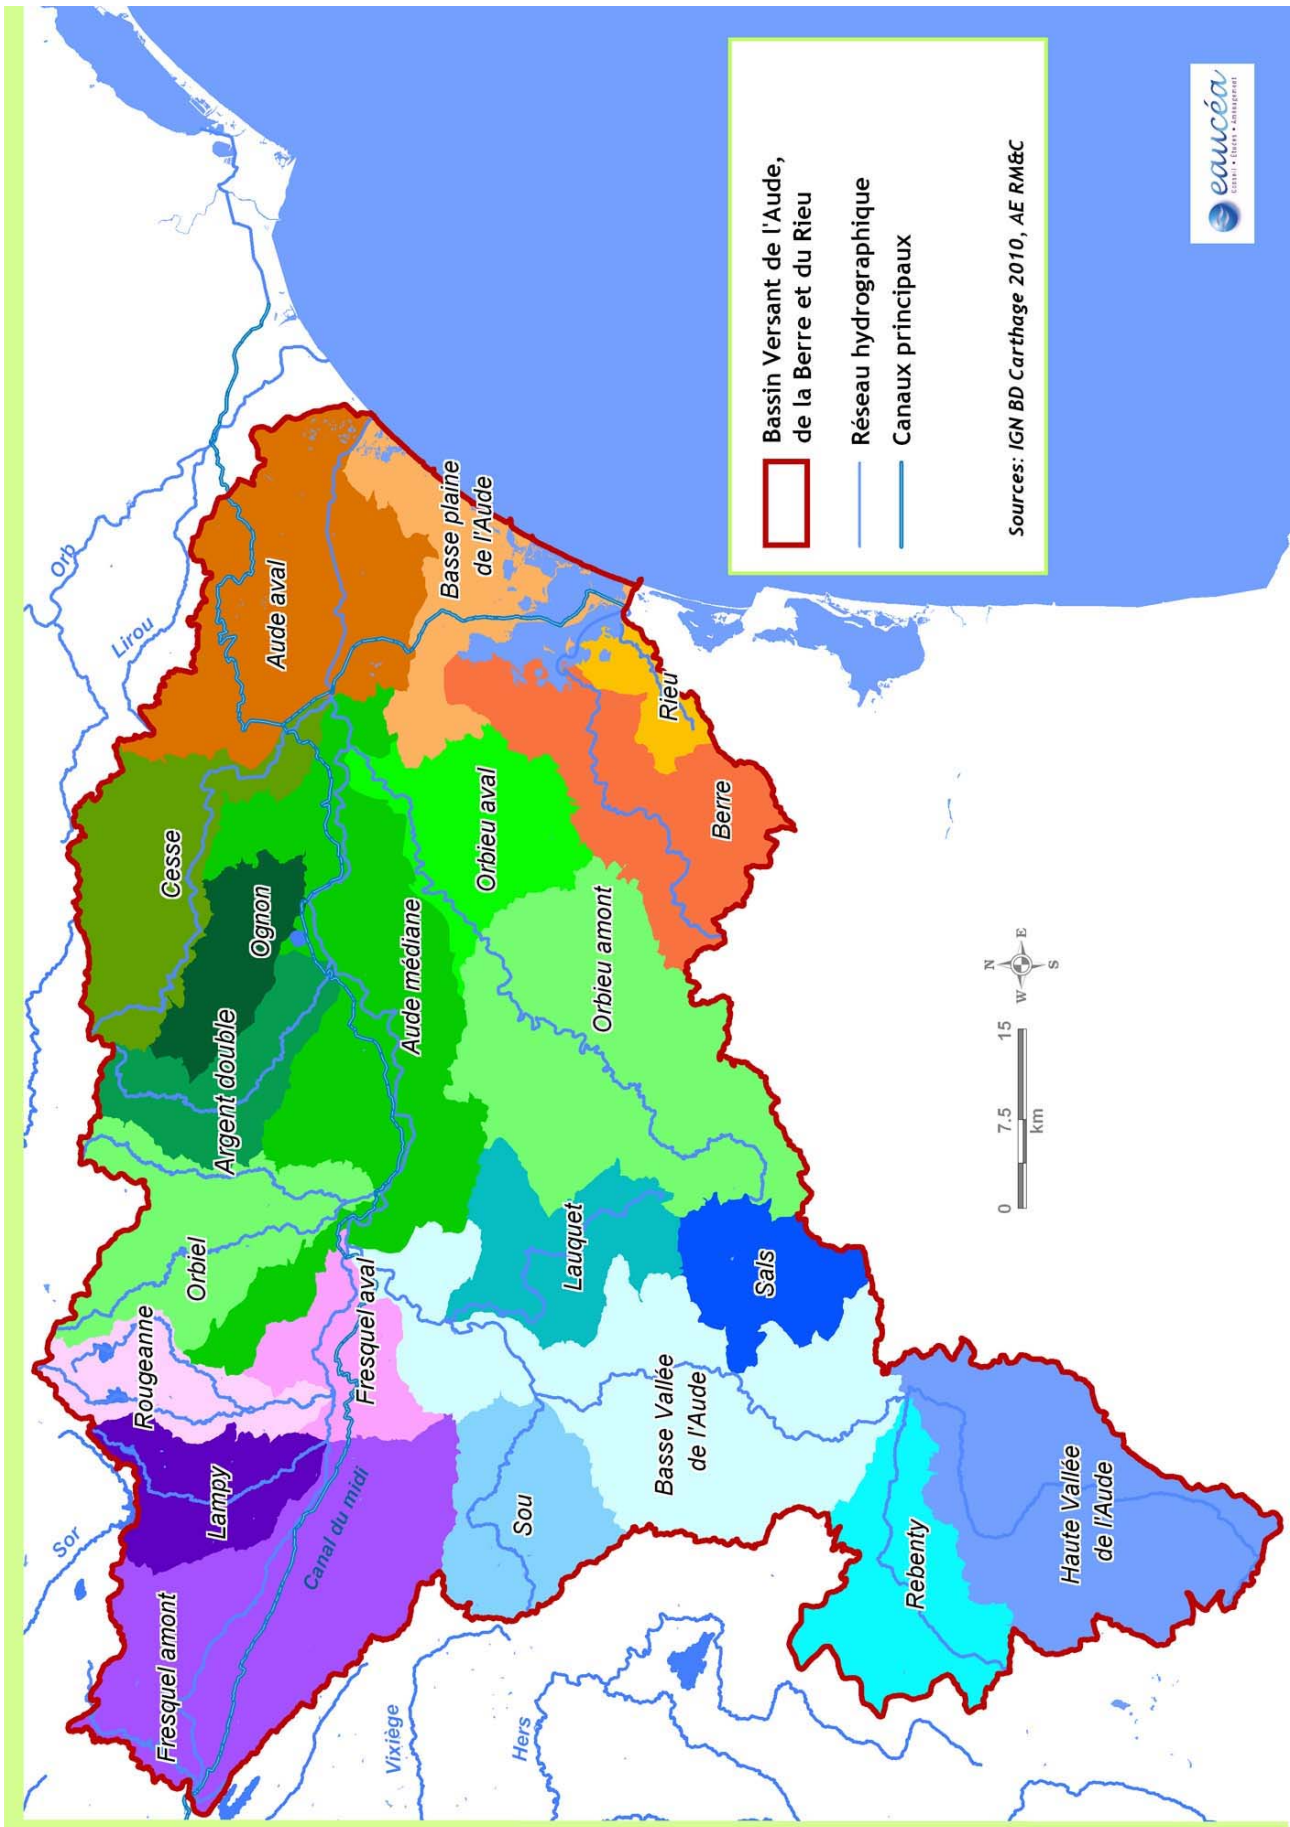 Orb
Lirou
Sor
Vixiège
Hers
Canal du midi
Fresquel amont
Lampy
Rougeanne
Orbiel
Fresquel aval
Argent double
Ognon
Cesse
Aude aval
Basse plaine
de l'Aude
Aude médiane
Orbieu aval
Orbieu amont
Berre
Rieu
Lauquet
Sals
Sou
Basse Vallée
de l'Aude
Rebenty
Haute Vallée
de l'Aude
0 7.5 15
km
N
W E
S
Bassin Versant de l'Aude,
de la Berre et du Rieu
Réseau hydrographique
Canaux principaux
Sources: IGN BD Carthage 2010, AE RM&C
eaucéa
Conseil • Études • Aménagement